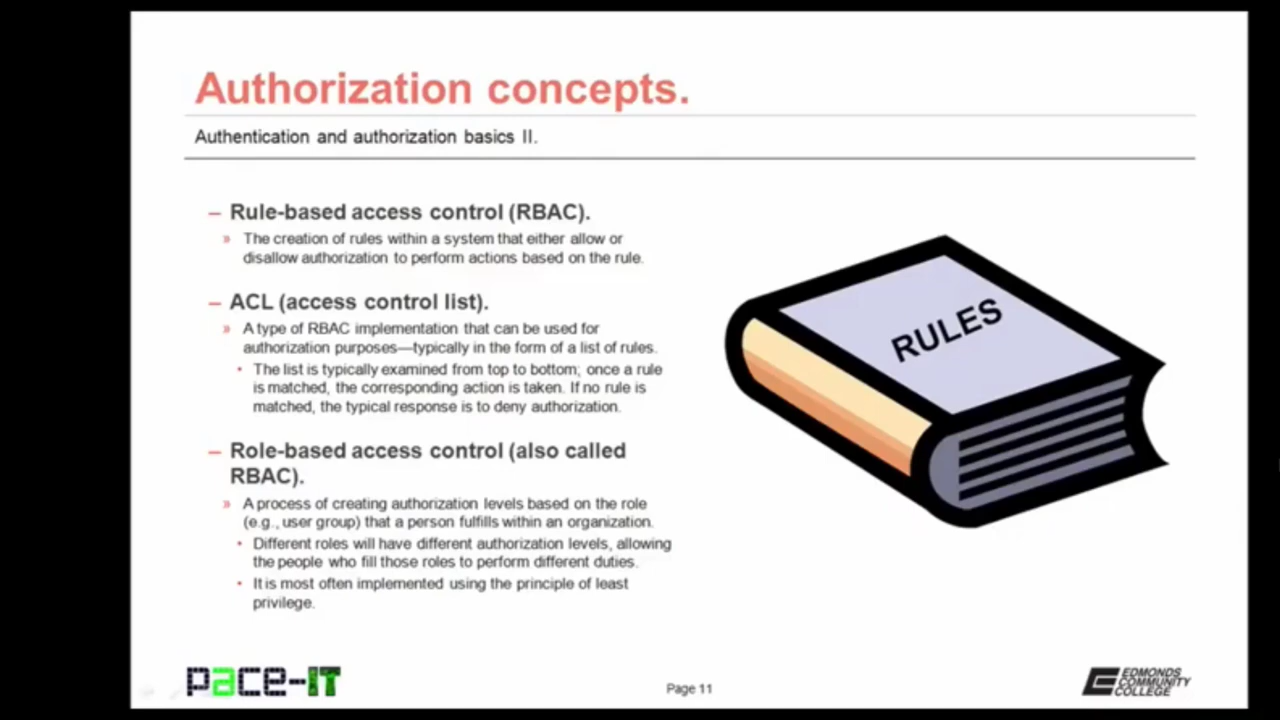 Authorization concepts.
Authentication and authorization basics II.
– Rule-based access control (RBAC).
» The creation of rules within a system that either allow or
disallow authorization to perform actions based on the rule.
– ACL (access control list).
» A type of RBAC implementation that can be used for
authorization purposes—typically in the form of a list of rules.
• The list is typically examined from top to bottom; once a rule
is matched, the corresponding action is taken. If no rule is
matched, the typical response is to deny authorization.
– Role-based access control (also called
RBAC).
» A process of creating authorization levels based on the role
(e.g., user group) that a person fulfills within an organization.
• Different roles will have different authorization levels, allowing
the people who fill those roles to perform different duties.
• It is most often implemented using the principle of least
privilege.
RULES
pace-IT
Page 11
EDMONDS
COMMUNITY
COLLEGE